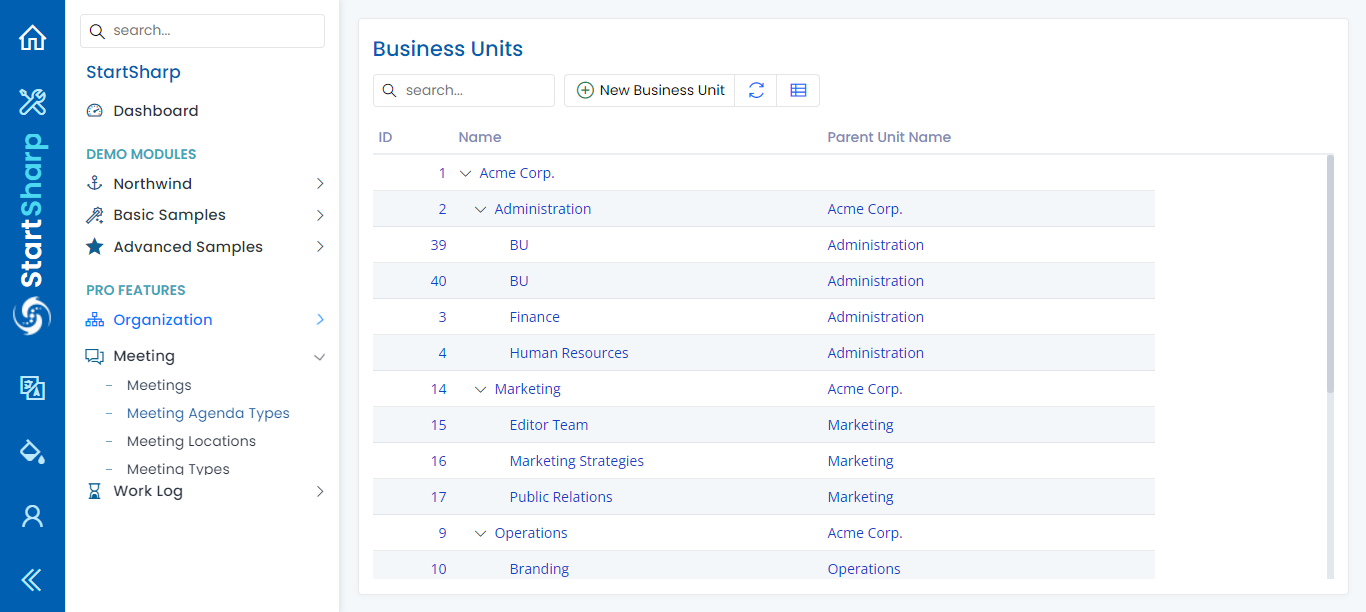 StartSharp
search...
StartSharp
Dashboard
DEMO MODULES
Northwind
Basic Samples
Advanced Samples
PRO FEATURES
Organization
Meeting
Meetings
Meeting Agenda Types
Meeting Locations
Meeting Types
Work Log
Business Units
search...
New Business Unit
ID Name Parent Unit Name
1 Acme Corp.
2 Administration Acme Corp.
39 BU Administration
40 BU Administration
3 Finance Administration
4 Human Resources Administration
14 Marketing Acme Corp.
15 Editor Team Marketing
16 Marketing Strategies Marketing
17 Public Relations Marketing
9 Operations Acme Corp.
10 Branding Operations